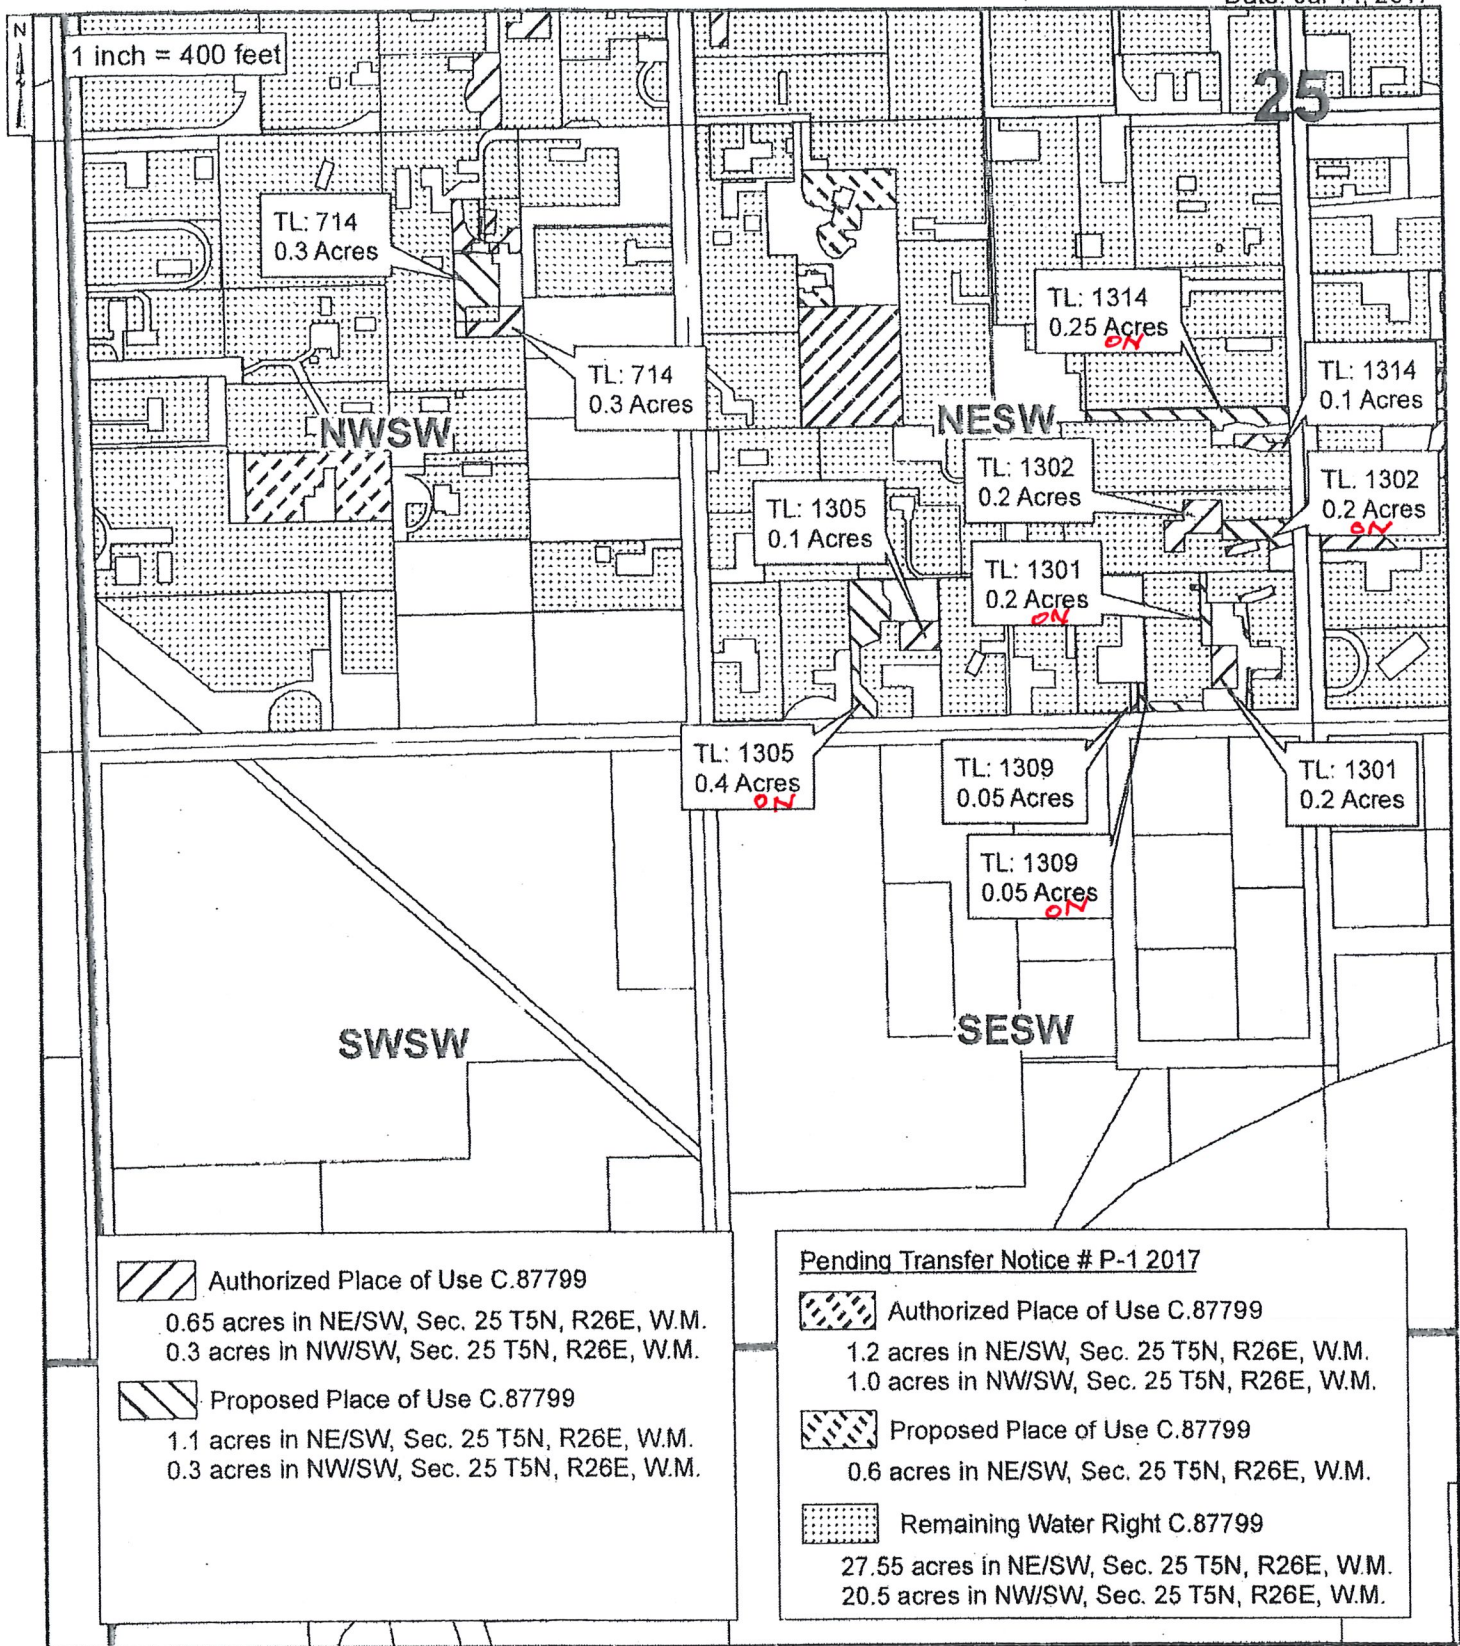 Date: Jul 11, 2017
N
1 inch = 400 feet
25
TL: 714
0.3 Acres
TL: 1314
0.25 Acres
ON
TL: 714
0.3 Acres
TL: 1314
0.1 Acres
NWSW
NESW
TL: 1302
0.2 Acres
TL: 1302
0.2 Acres
ON
TL: 1305
0.1 Acres
TL: 1301
0.2 Acres
ON
TL: 1305
0.4 Acres
ON
TL: 1309
0.05 Acres
TL: 1301
0.2 Acres
TL: 1309
0.05 Acres
ON
SWSW
SESW
Authorized Place of Use C.87799
0.65 acres in NE/SW, Sec. 25 T5N, R26E, W.M.
0.3 acres in NW/SW, Sec. 25 T5N, R26E, W.M.
Proposed Place of Use C.87799
1.1 acres in NE/SW, Sec. 25 T5N, R26E, W.M.
0.3 acres in NW/SW, Sec. 25 T5N, R26E, W.M.
Pending Transfer Notice # P-1 2017
Authorized Place of Use C.87799
1.2 acres in NE/SW, Sec. 25 T5N, R26E, W.M.
1.0 acres in NW/SW, Sec. 25 T5N, R26E, W.M.
Proposed Place of Use C.87799
0.6 acres in NE/SW, Sec. 25 T5N, R26E, W.M.
Remaining Water Right C.87799
27.55 acres in NE/SW, Sec. 25 T5N, R26E, W.M.
20.5 acres in NW/SW, Sec. 25 T5N, R26E, W.M.